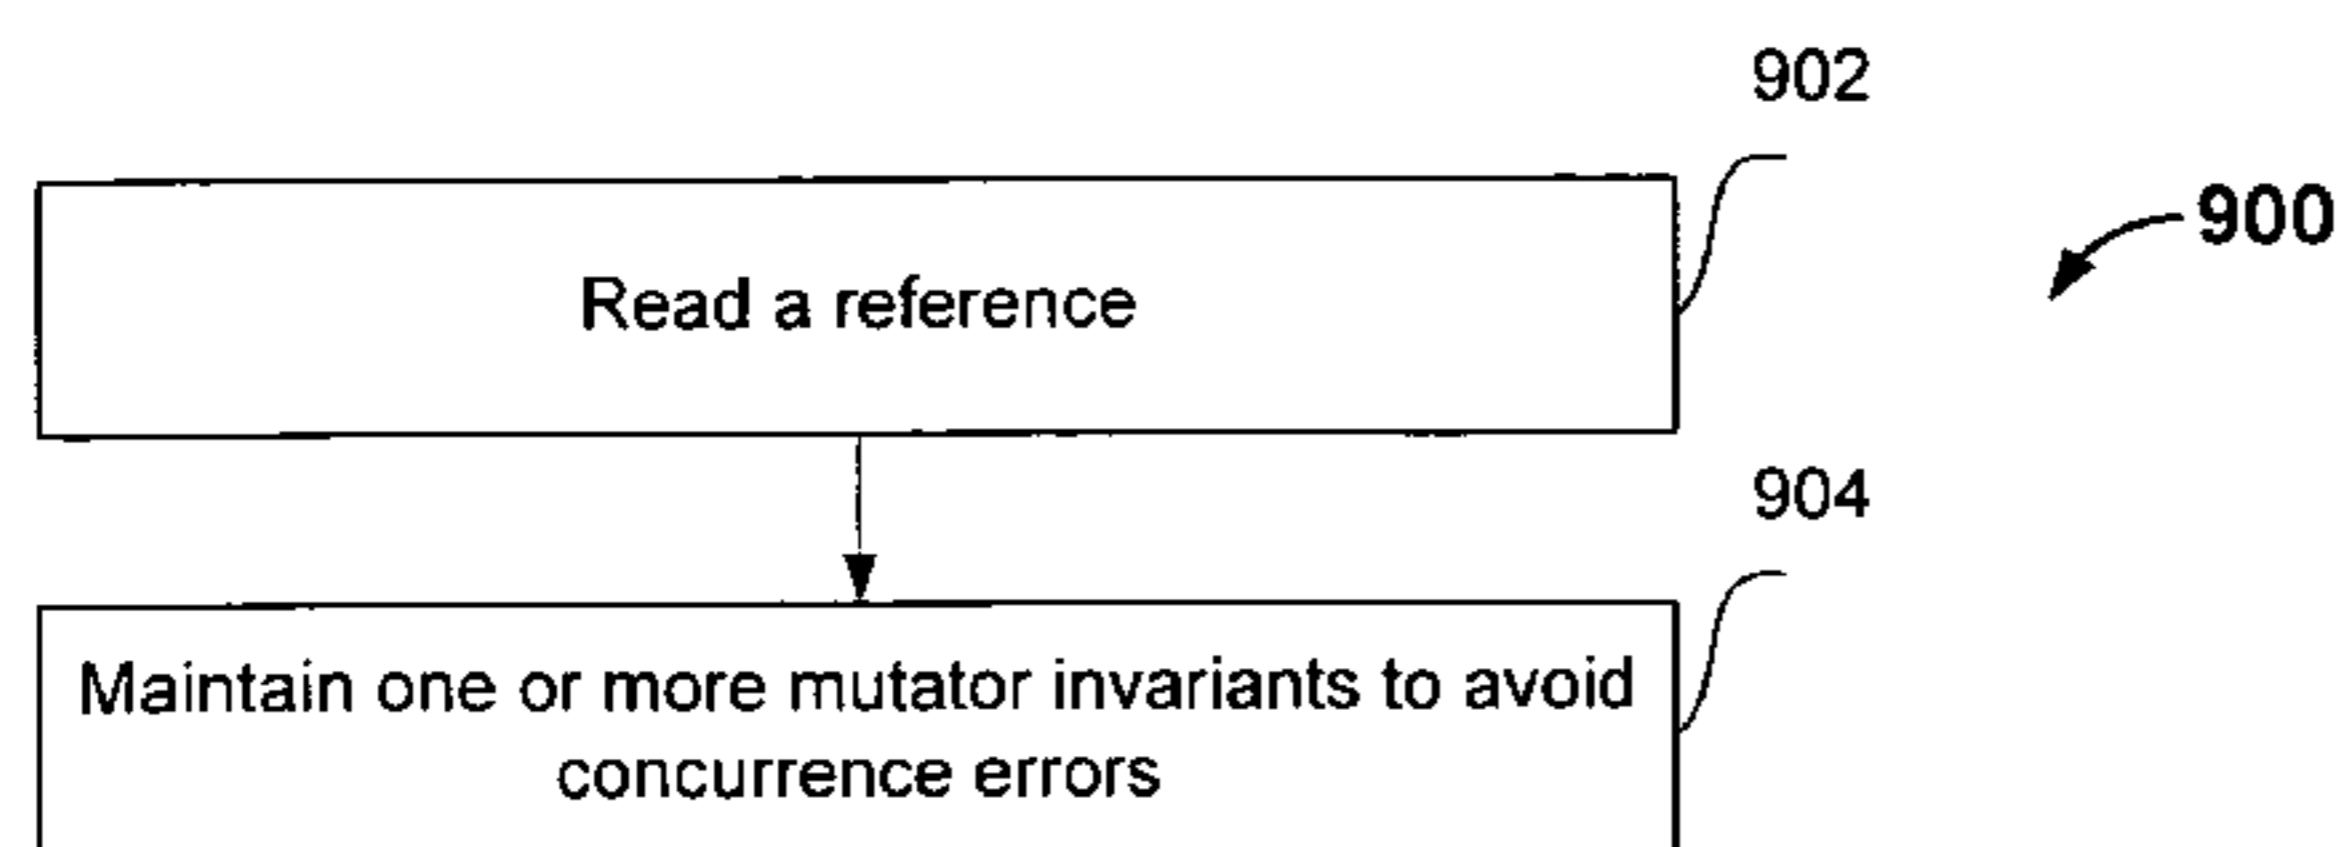 902
900
Read a reference
904
Maintain one or more mutator invariants to avoid
concurrence errors